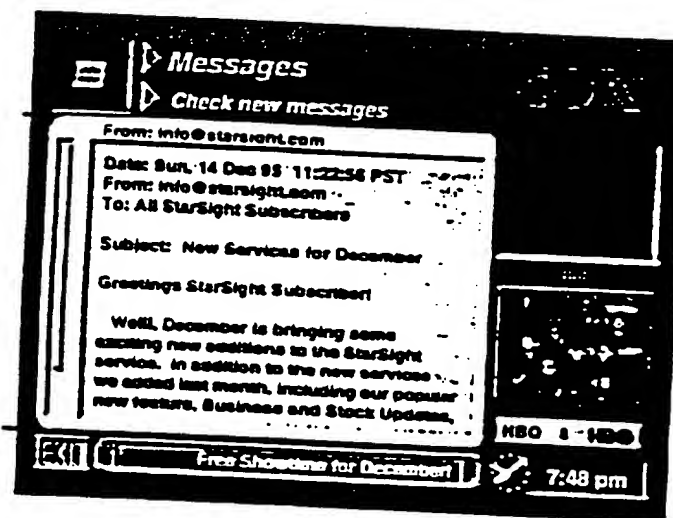 Messages
Check new messages
From: info@starsight.com
Date: Sun, 14 Dec 95 11:22:56 PST
From: info@starsight.com
To: All StarSight Subscribers
Subject: New Services for December
Greetings StarSight Subscriber!
Well, December is bringing some
exciting new additions to the StarSight
service. In addition to the new services
we added last month, including our popular
new feature, Business and Stock Updates,
HBO 8 HBO
EXIT
Free Showtime for December!
7:48 pm